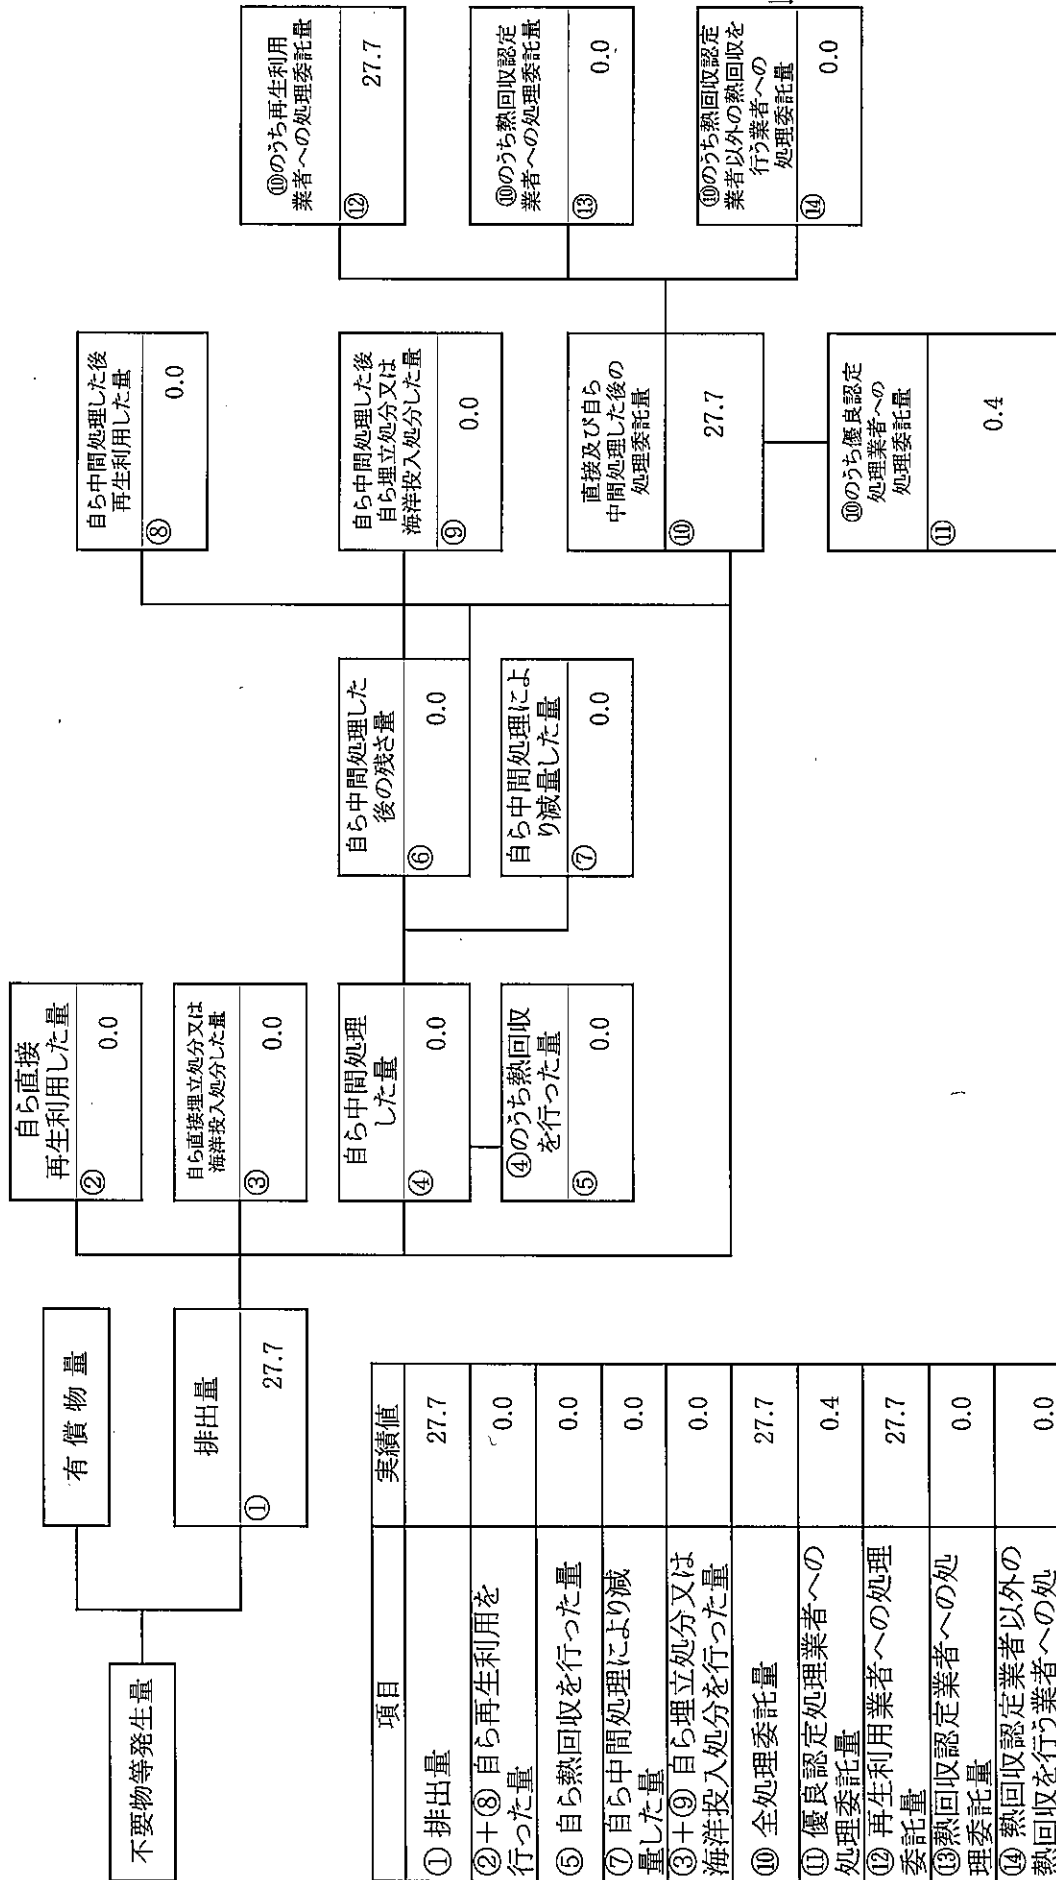 不要物等発生量
有償物量
排出量
①
27.7
自ら直接
再生利用した量
②
0.0
自ら直接埋立処分又は
海洋投入処分した量
③
0.0
自ら中間処理
した量
④
0.0
④のうち熱回収
を行った量
⑤
0.0
自ら中間処理した
後の残さ量
⑥
0.0
自ら中間処理によ
り減量した量
⑦
0.0
自ら中間処理した後
再生利用した量
⑧
0.0
自ら中間処理した後
自ら埋立処分又は
海洋投入処分した量
⑨
0.0
直接及び自ら
中間処理した後の
処理委託量
⑩
27.7
⑩のうち優良認定
処理業者への
処理委託量
⑪
0.4
⑩のうち再生利用
業者への処理委託量
⑫
27.7
⑩のうち熱回収認定
業者への処理委託量
⑬
0.0
⑩のうち熱回収認定
業者以外の熱回収を
行う業者への
処理委託量
⑭
0.0
項目 実績値
①排出量 27.7
②+⑧ 自ら再生利用を
行った量 0.0
⑤ 自ら熱回収を行った量 0.0
⑦ 自ら中間処理により減
量した量 0.0
③+⑨ 自ら埋立処分又は
海洋投入処分を行った量 0.0
⑩ 全処理委託量 27.7
⑪ 優良認定処理業者への
処理委託量 0.4
⑫ 再生利用業者への処理
委託量 27.7
⑬熱回収認定業者への処
理委託量 0.0
⑭ 熱回収認定業者以外の
熱回収を行う業者への処 0.0